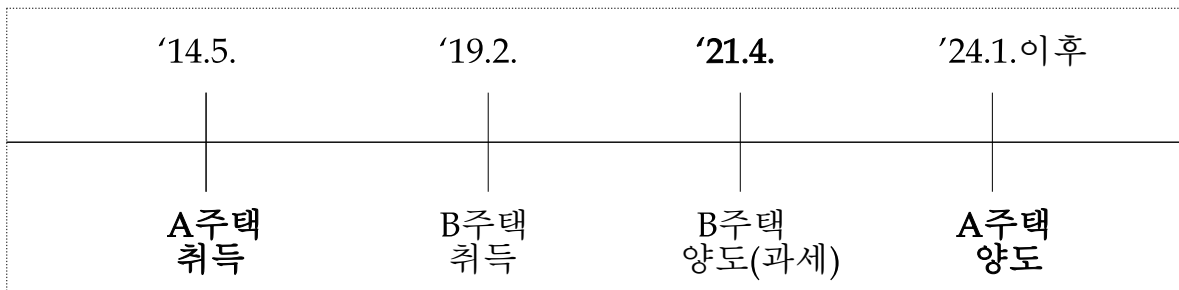 ‘14.5.
‘19.2.
‘21.4.
’24.1.이후
A주택
취득
B주택
취득
B주택
양도(과세)
A주택
양도